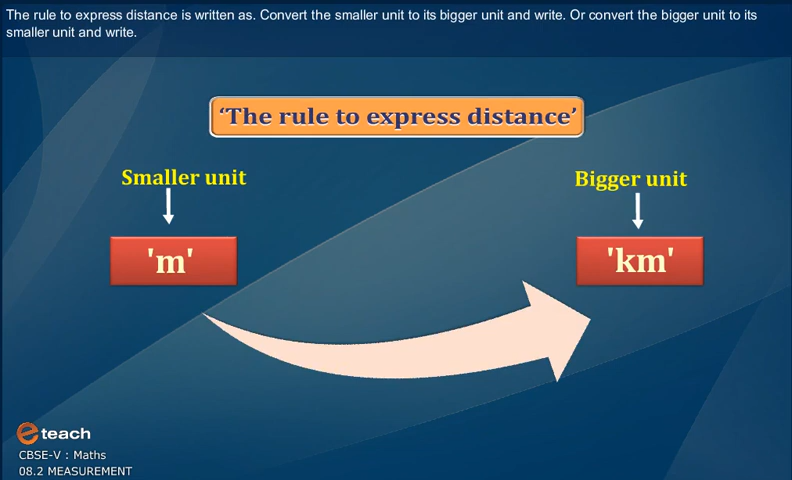 The rule to express distance is written as. Convert the smaller unit to its bigger unit and write. Or convert the bigger unit to its
smaller unit and write.
‘The rule to express distance’
Smaller unit
Bigger unit
'm'
'km'
e teach
CBSE-V : Maths
08.2 MEASUREMENT